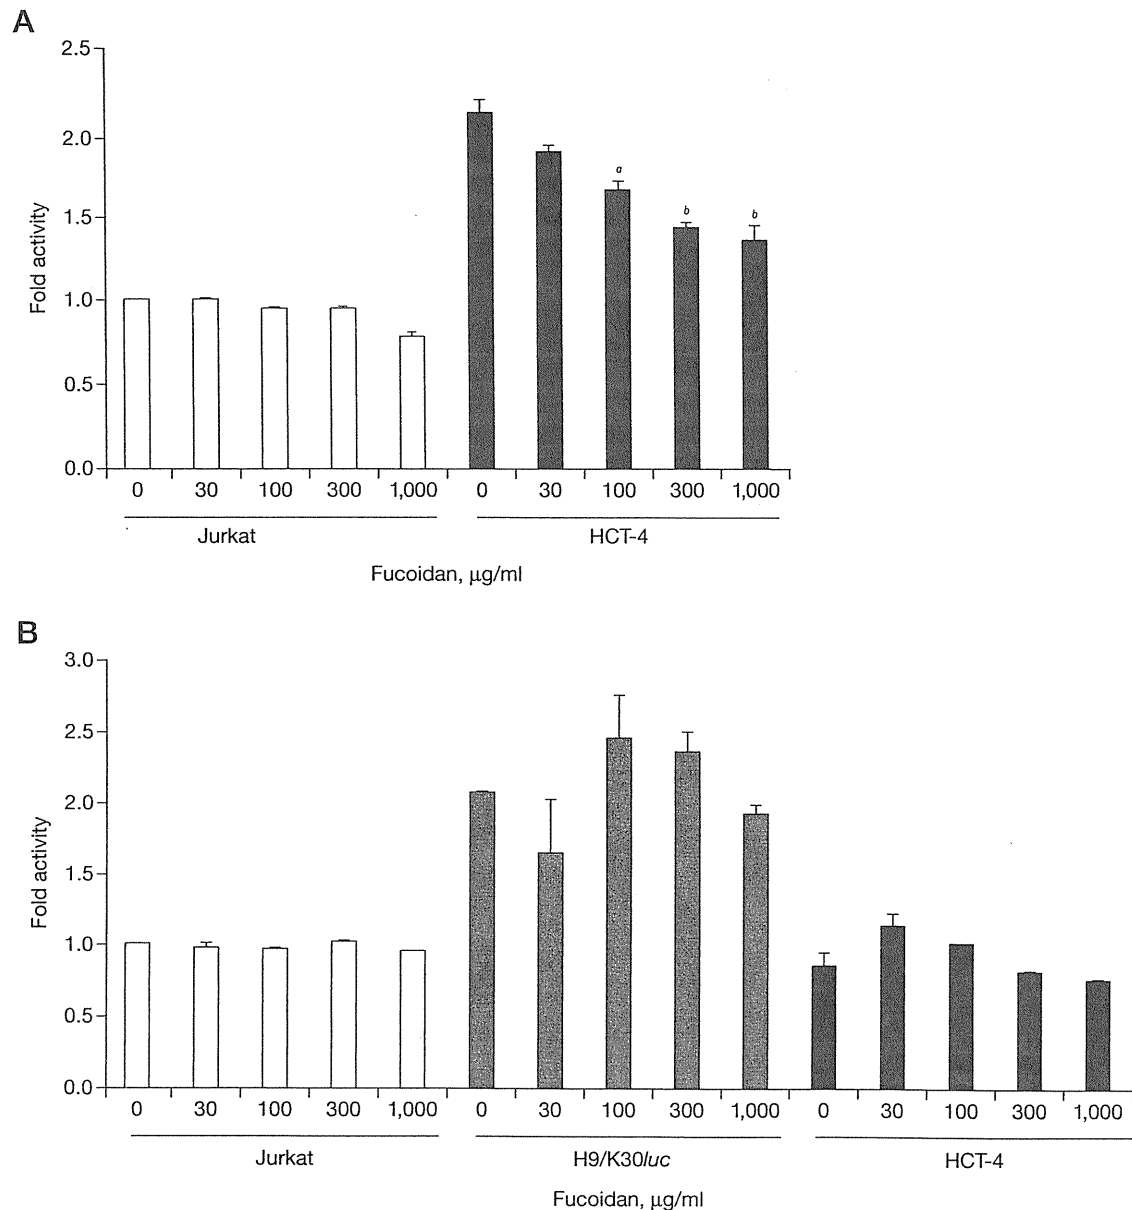 A
2.5
2.0
1.5
1.0
0.5
0.0
Fold activity
a
b
b
0 30 100 300 1,000 0 30 100 300 1,000
Jurkat HCT-4
Fucoidan, μg/ml
B
3.0
2.5
2.0
1.5
1.0
0.5
0.0
Fold activity
0 30 100 300 1,000 0 30 100 300 1,000 0 30 100 300 1,000
Jurkat H9/K30luc HCT-4
Fucoidan, μg/ml